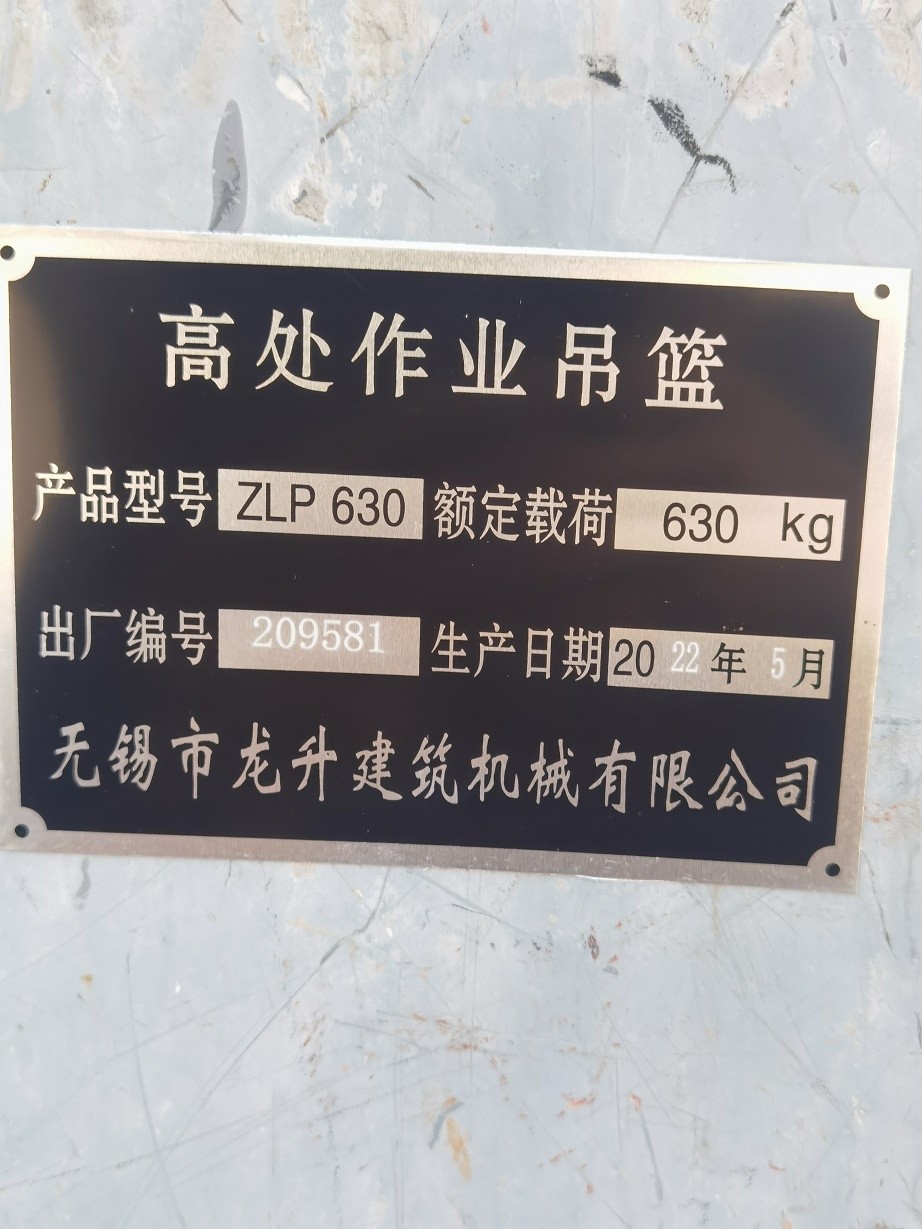 高处作业吊篮
产品型号 ZLP 630 额定载荷 630 kg
出厂编号 209581 生产日期 2022年5月
无锡市龙升建筑机械有限公司